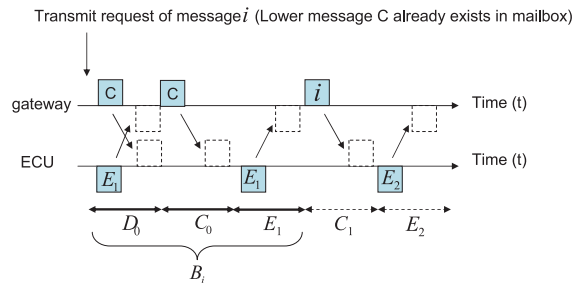 Transmit request of message i (Lower message C already exists in mailbox)
C C i
gateway Time (t)
ECU Time (t)
E₁ E₁ E₂
D₀ C₀ E₁ C₁ E₂
Bᵢ